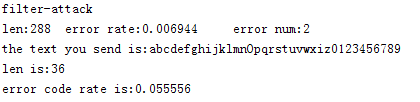 filter-attack
len:288  error rate:0.006944     error num:2
the text you send is:abcdefghijklmnOpqrstuvwxiz0123456789
len is:36
error code rate is:0.055556